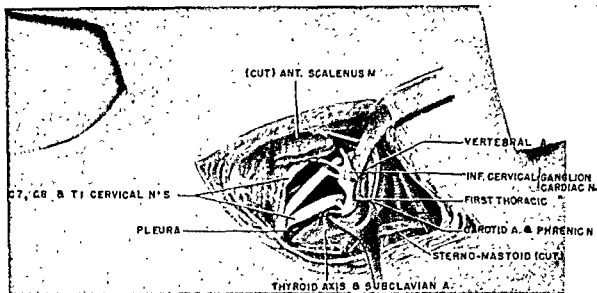 (CUT) ANT. SCALENUS M
VERTEBRAL A.
INF. CERVICAL GANGLION
CARDIAC N.
C7, C8 & T1 CERVICAL N'S
FIRST THORACIC
PLEURA
CAROTID A. & PHRENIC N
STERNO-MASTOID (CUT)
THYROID AXIS & SUBCLAVIAN A.